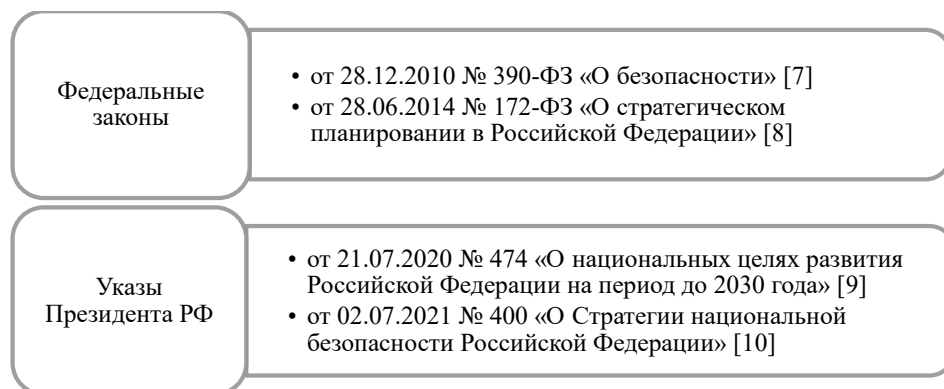 Федеральные
законы
• от 28.12.2010 № 390-ФЗ «О безопасности» [7]
• от 28.06.2014 № 172-ФЗ «О стратегическом
планировании в Российской Федерации» [8]
Указы
Президента РФ
• от 21.07.2020 № 474 «О национальных целях развития
Российской Федерации на период до 2030 года» [9]
• от 02.07.2021 № 400 «О Стратегии национальной
безопасности Российской Федерации» [10]